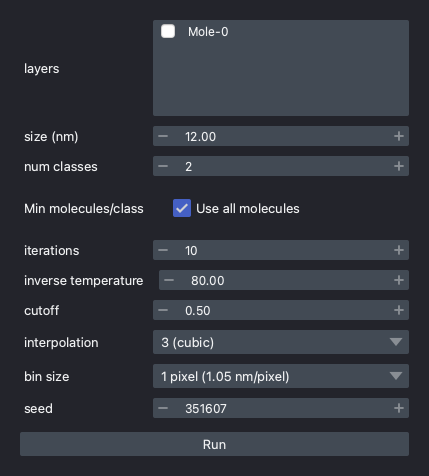 Mole-0
layers
size (nm) 12.00
num classes 2
Min molecules/class Use all molecules
iterations 10
inverse temperature 80.00
cutoff 0.50
interpolation 3 (cubic)
bin size 1 pixel (1.05 nm/pixel)
seed 351607
Run